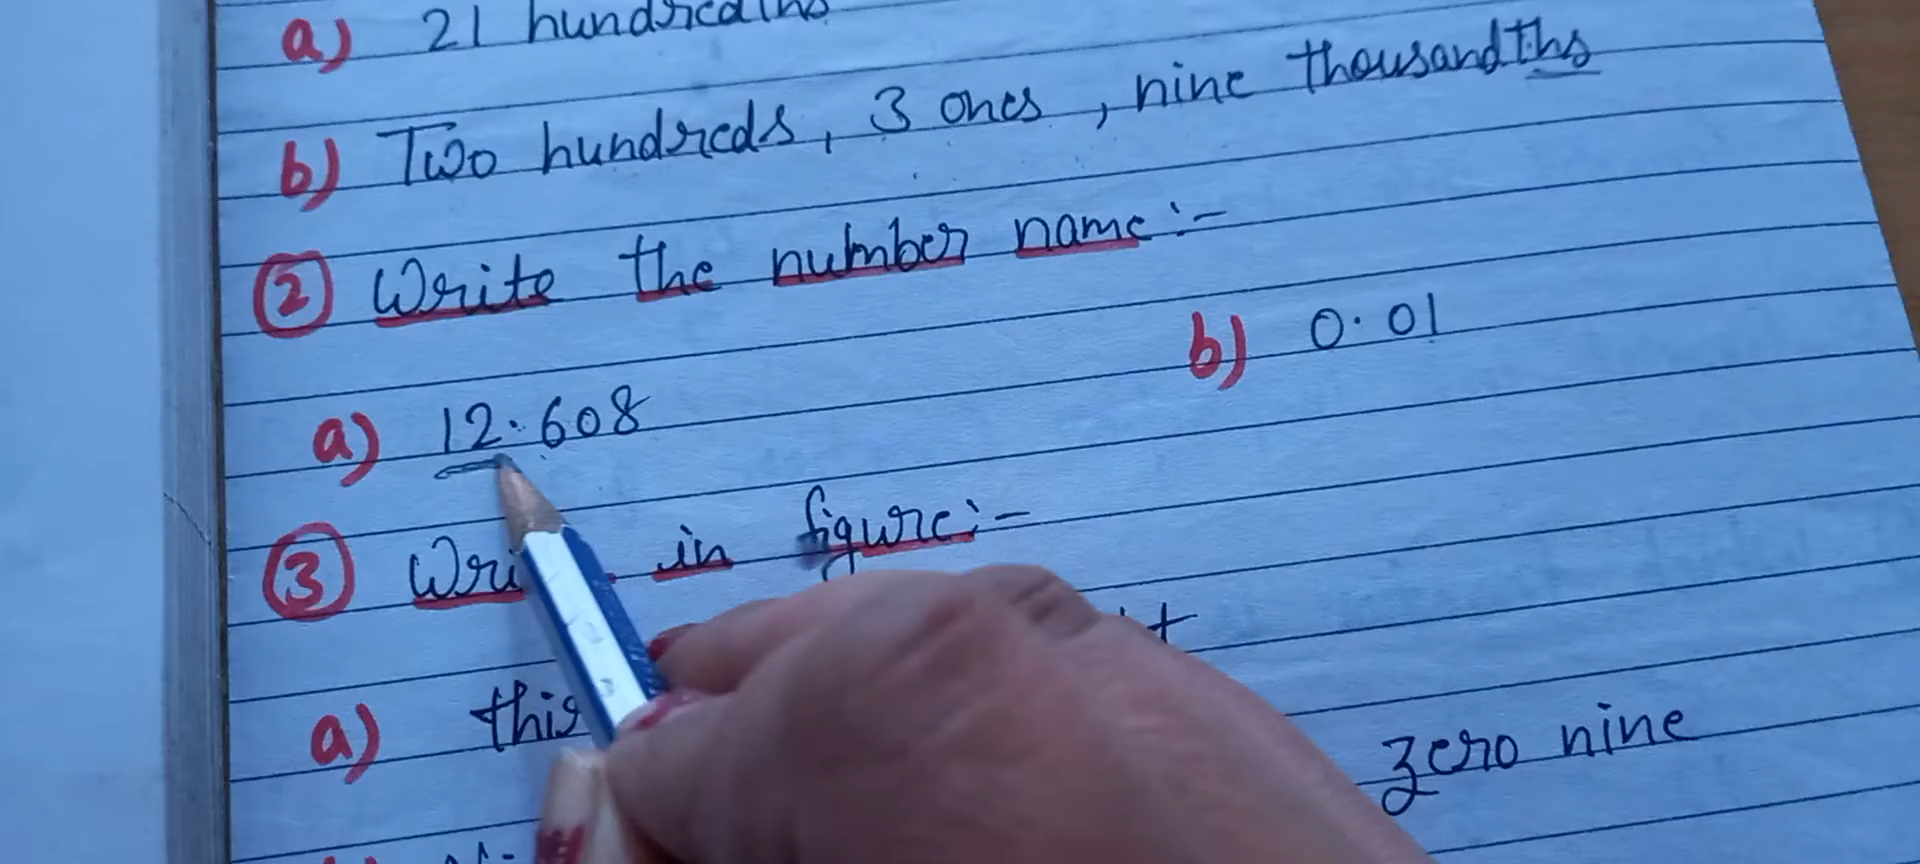 a) 21 hundredths
b) Two hundreds, 3 ones, nine thousandths
② Write the number name:-
a) 12.608 b) 0.01
③ in figure:-
a)
zero nine